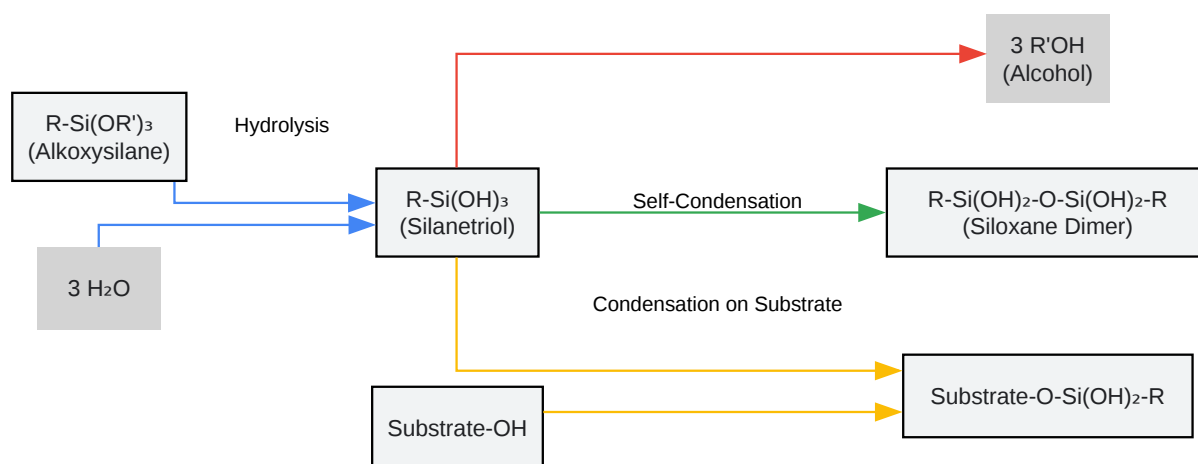 3 R'OH
(Alcohol)
R-Si(OR')₃
(Alkoxysilane)
Hydrolysis
R-Si(OH)₃
(Silanetriol)
Self-Condensation
R-Si(OH)₂-O-Si(OH)₂-R
(Siloxane Dimer)
3 H₂O
Condensation on Substrate
Substrate-OH
Substrate-O-Si(OH)₂-R